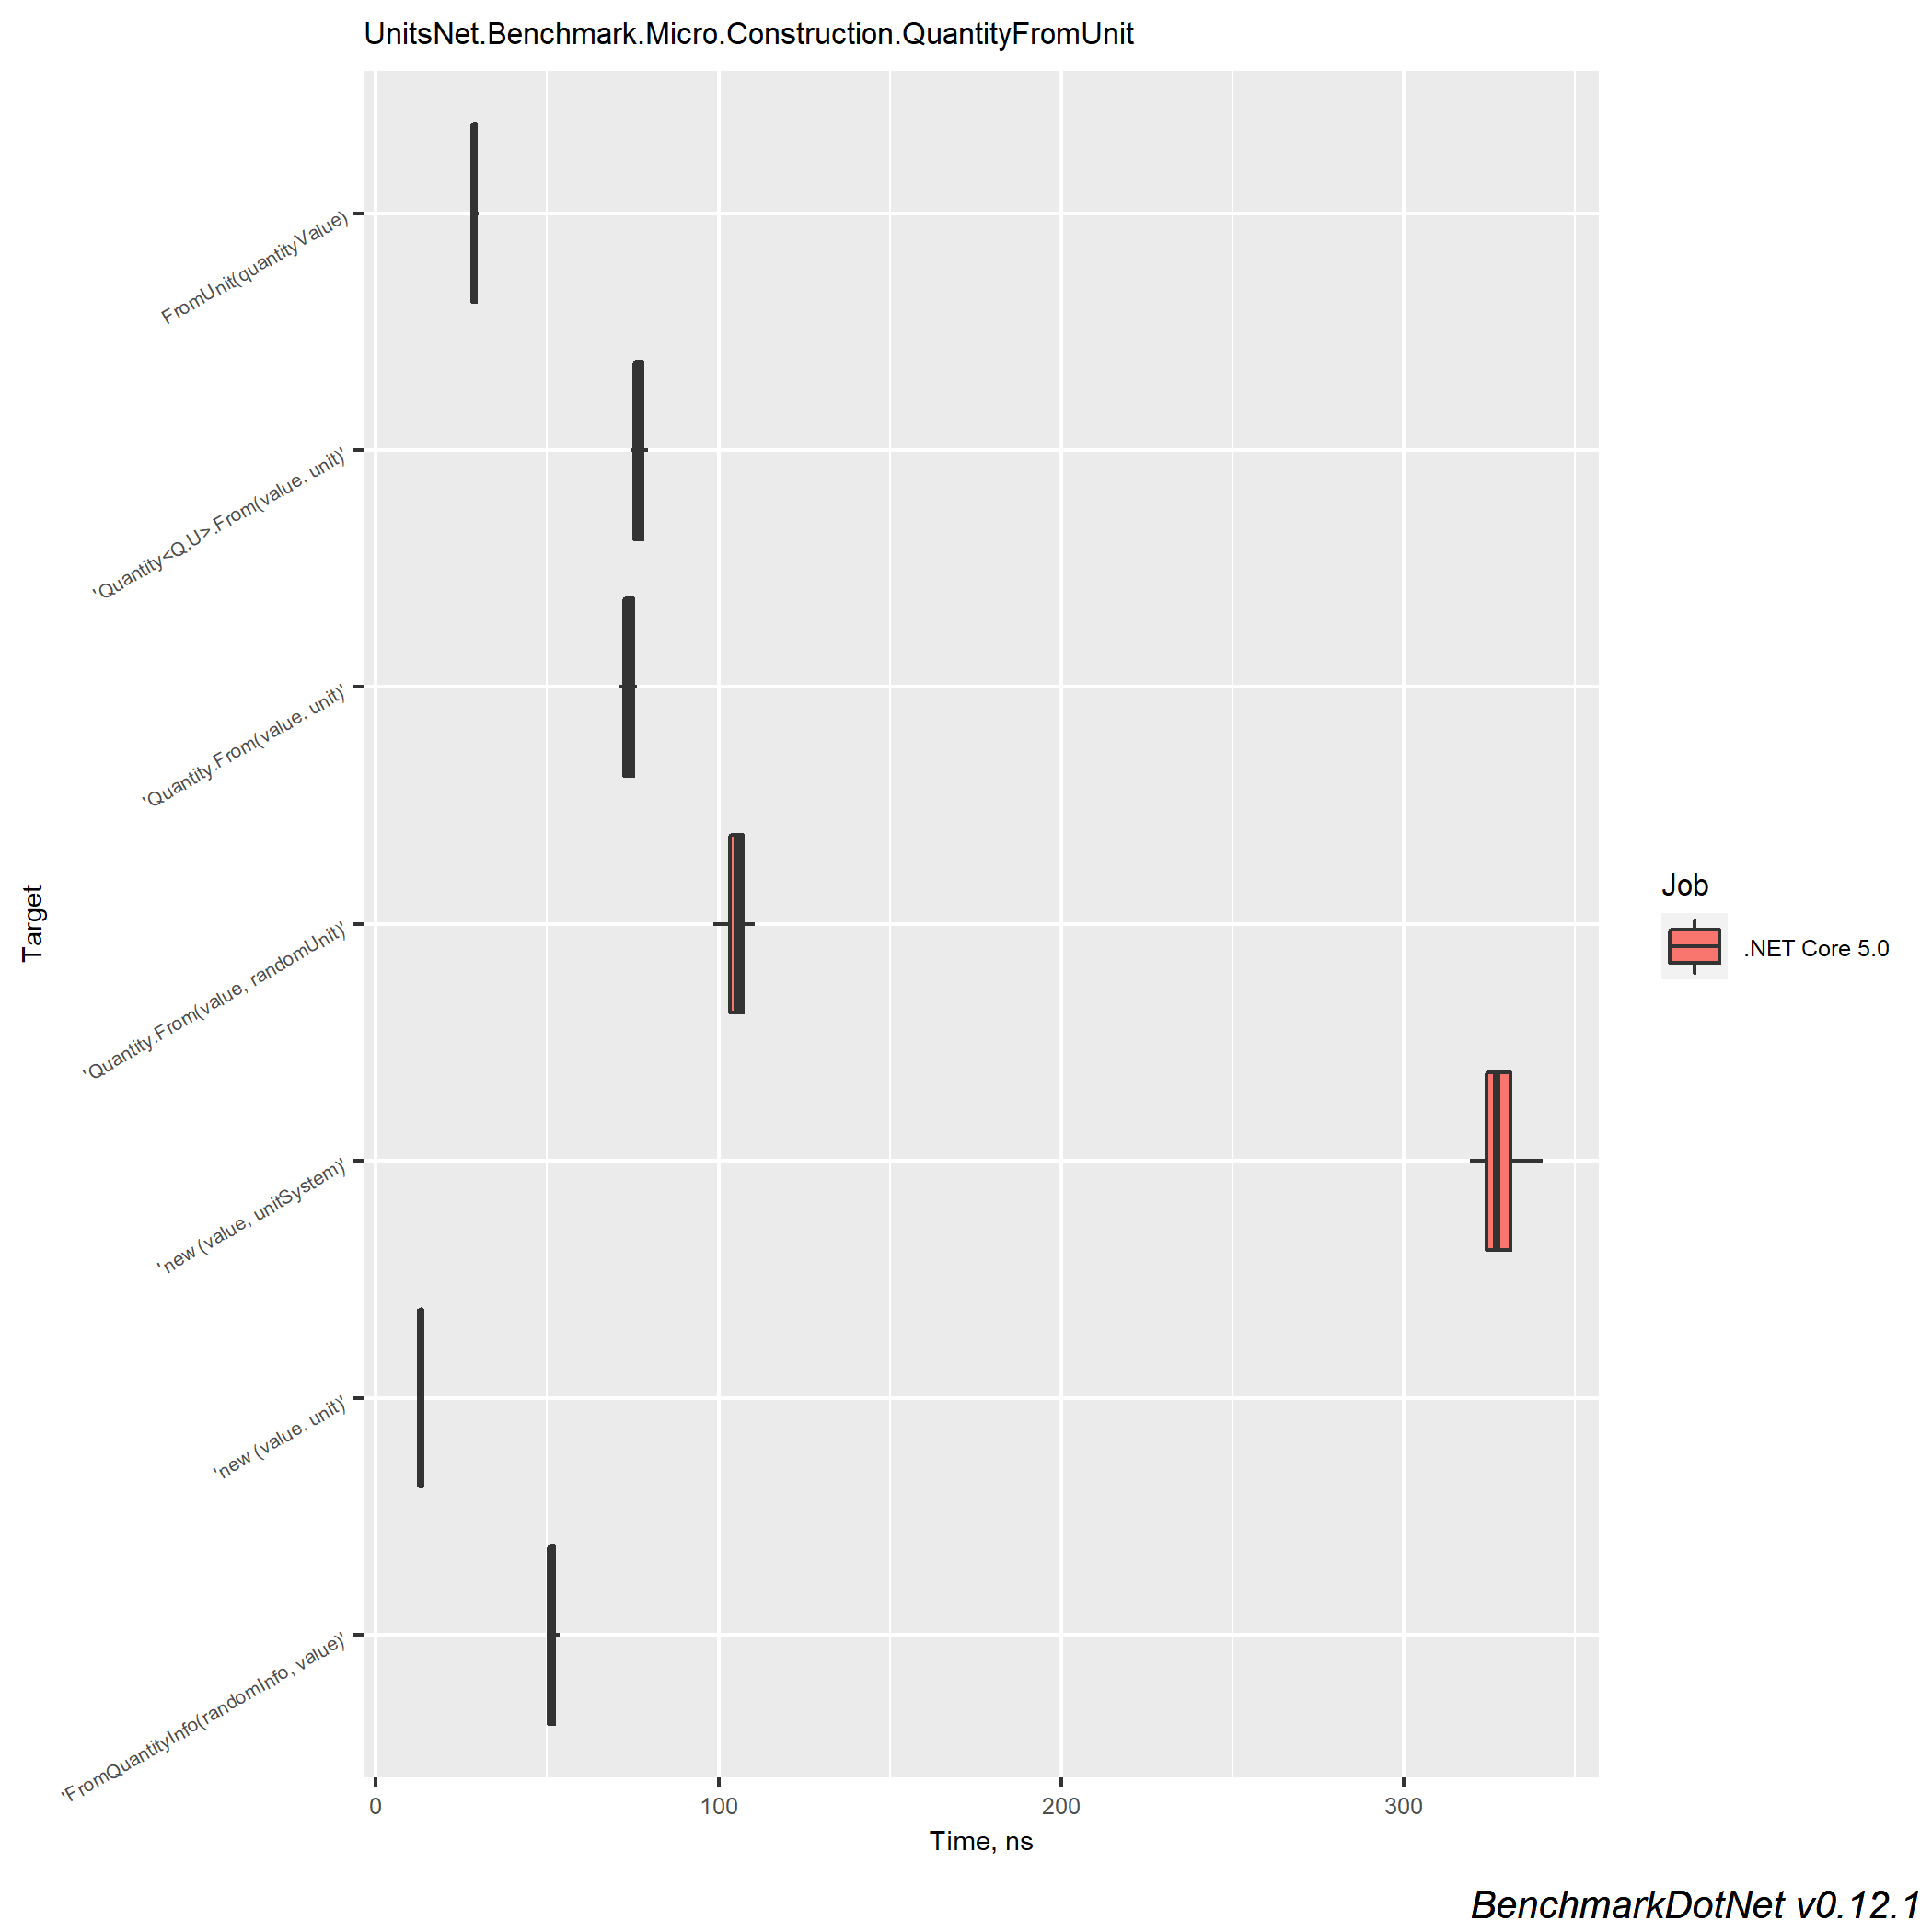 UnitsNet.Benchmark.Micro.Construction.QuantityFromUnit
FromUnit(quantityValue)
'Quantity<Q,U>.From(value, unit)'
'Quantity.From(value, unit)'
'Quantity.From(value, randomUnit)'
'new (value, unitSystem)'
'new (value, unit)'
'FromQuantityInfo(randomInfo, value)'
Target
0 100 200 300
Time, ns
Job
.NET Core 5.0
BenchmarkDotNet v0.12.1